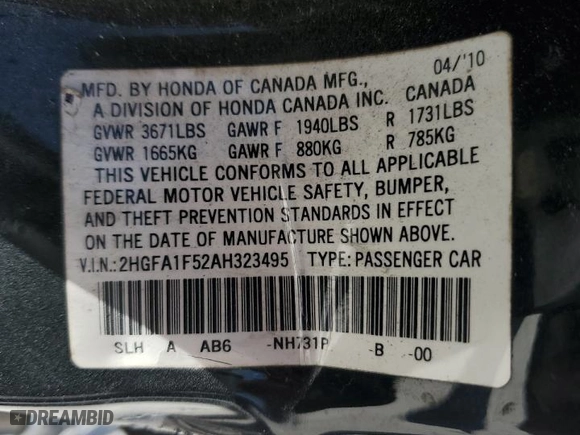 04/'10
MFD. BY HONDA OF CANADA MFG.,
A DIVISION OF HONDA CANADA INC. CANADA
GVWR 3671LBS GAWR F 1940LBS R 1731LBS
GVWR 1665KG GAWR F 880KG R 785KG
THIS VEHICLE CONFORMS TO ALL APPLICABLE
FEDERAL MOTOR VEHICLE SAFETY, BUMPER,
AND THEFT PREVENTION STANDARDS IN EFFECT
ON THE DATE OF MANUFACTURE SHOWN ABOVE.
V.I.N.:2HGFA1F52AH323495 TYPE: PASSENGER CAR
SLH A AB6 -NH731P -B -00
DREAMBID